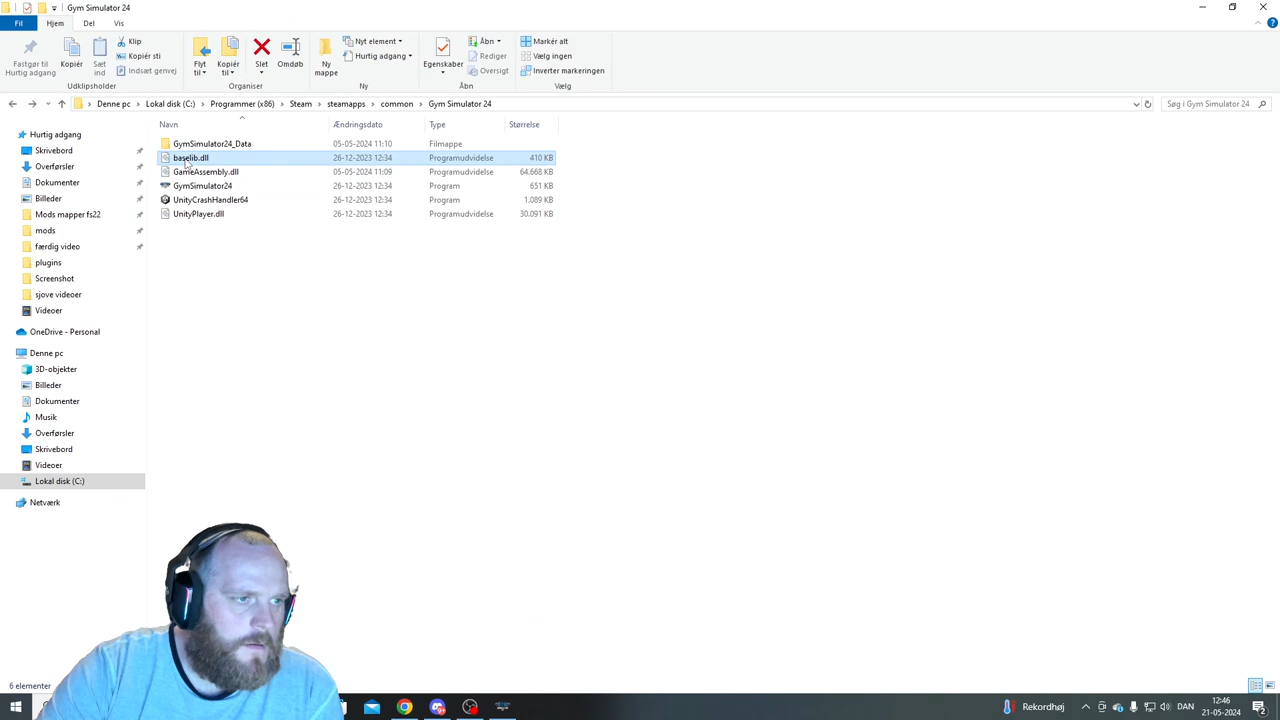 Gym Simulator 24
Fil Hjem Del Vis
Fastgør til Hurtig adgang
Kopiér
Sæt ind
Klip
Kopiér sti
Indsæt genvej
Udklipsholder
Flyt til
Kopiér til
Slet
Omdøb
Organiser
Ny mappe
Nyt element
Hurtig adgang
Ny
Egenskaber
Åbn
Rediger
Oversigt
Åbn
Markér alt
Vælg ingen
Inverter markeringen
Vælg
Denne pc > Lokal disk (C:) > Programmer (x86) > Steam > steamapps > common > Gym Simulator 24
Søg i Gym Simulator 24
Navn Ændringsdato Type Størrelse
GymSimulator24_Data 05-05-2024 11:10 Filmappe
baselib.dll 26-12-2023 12:34 Programudvidelse 410 KB
GameAssembly.dll 05-05-2024 11:09 Programudvidelse 64.668 KB
GymSimulator24 26-12-2023 12:34 Program 651 KB
UnityCrashHandler64 26-12-2023 12:34 Program 1.089 KB
UnityPlayer.dll 26-12-2023 12:34 Programudvidelse 30.091 KB
Hurtig adgang
Skrivebord
Overførsler
Dokumenter
Billeder
Mods mapper fs22
mods
færdig video
plugins
Screenshot
sjove videoer
Videoer
OneDrive - Personal
Denne pc
3D-objekter
Billeder
Dokumenter
Musik
Overførsler
Skrivebord
Videoer
Lokal disk (C:)
Netværk
6 elementer
Rekordhøj
DAN
12:46
21-05-2024